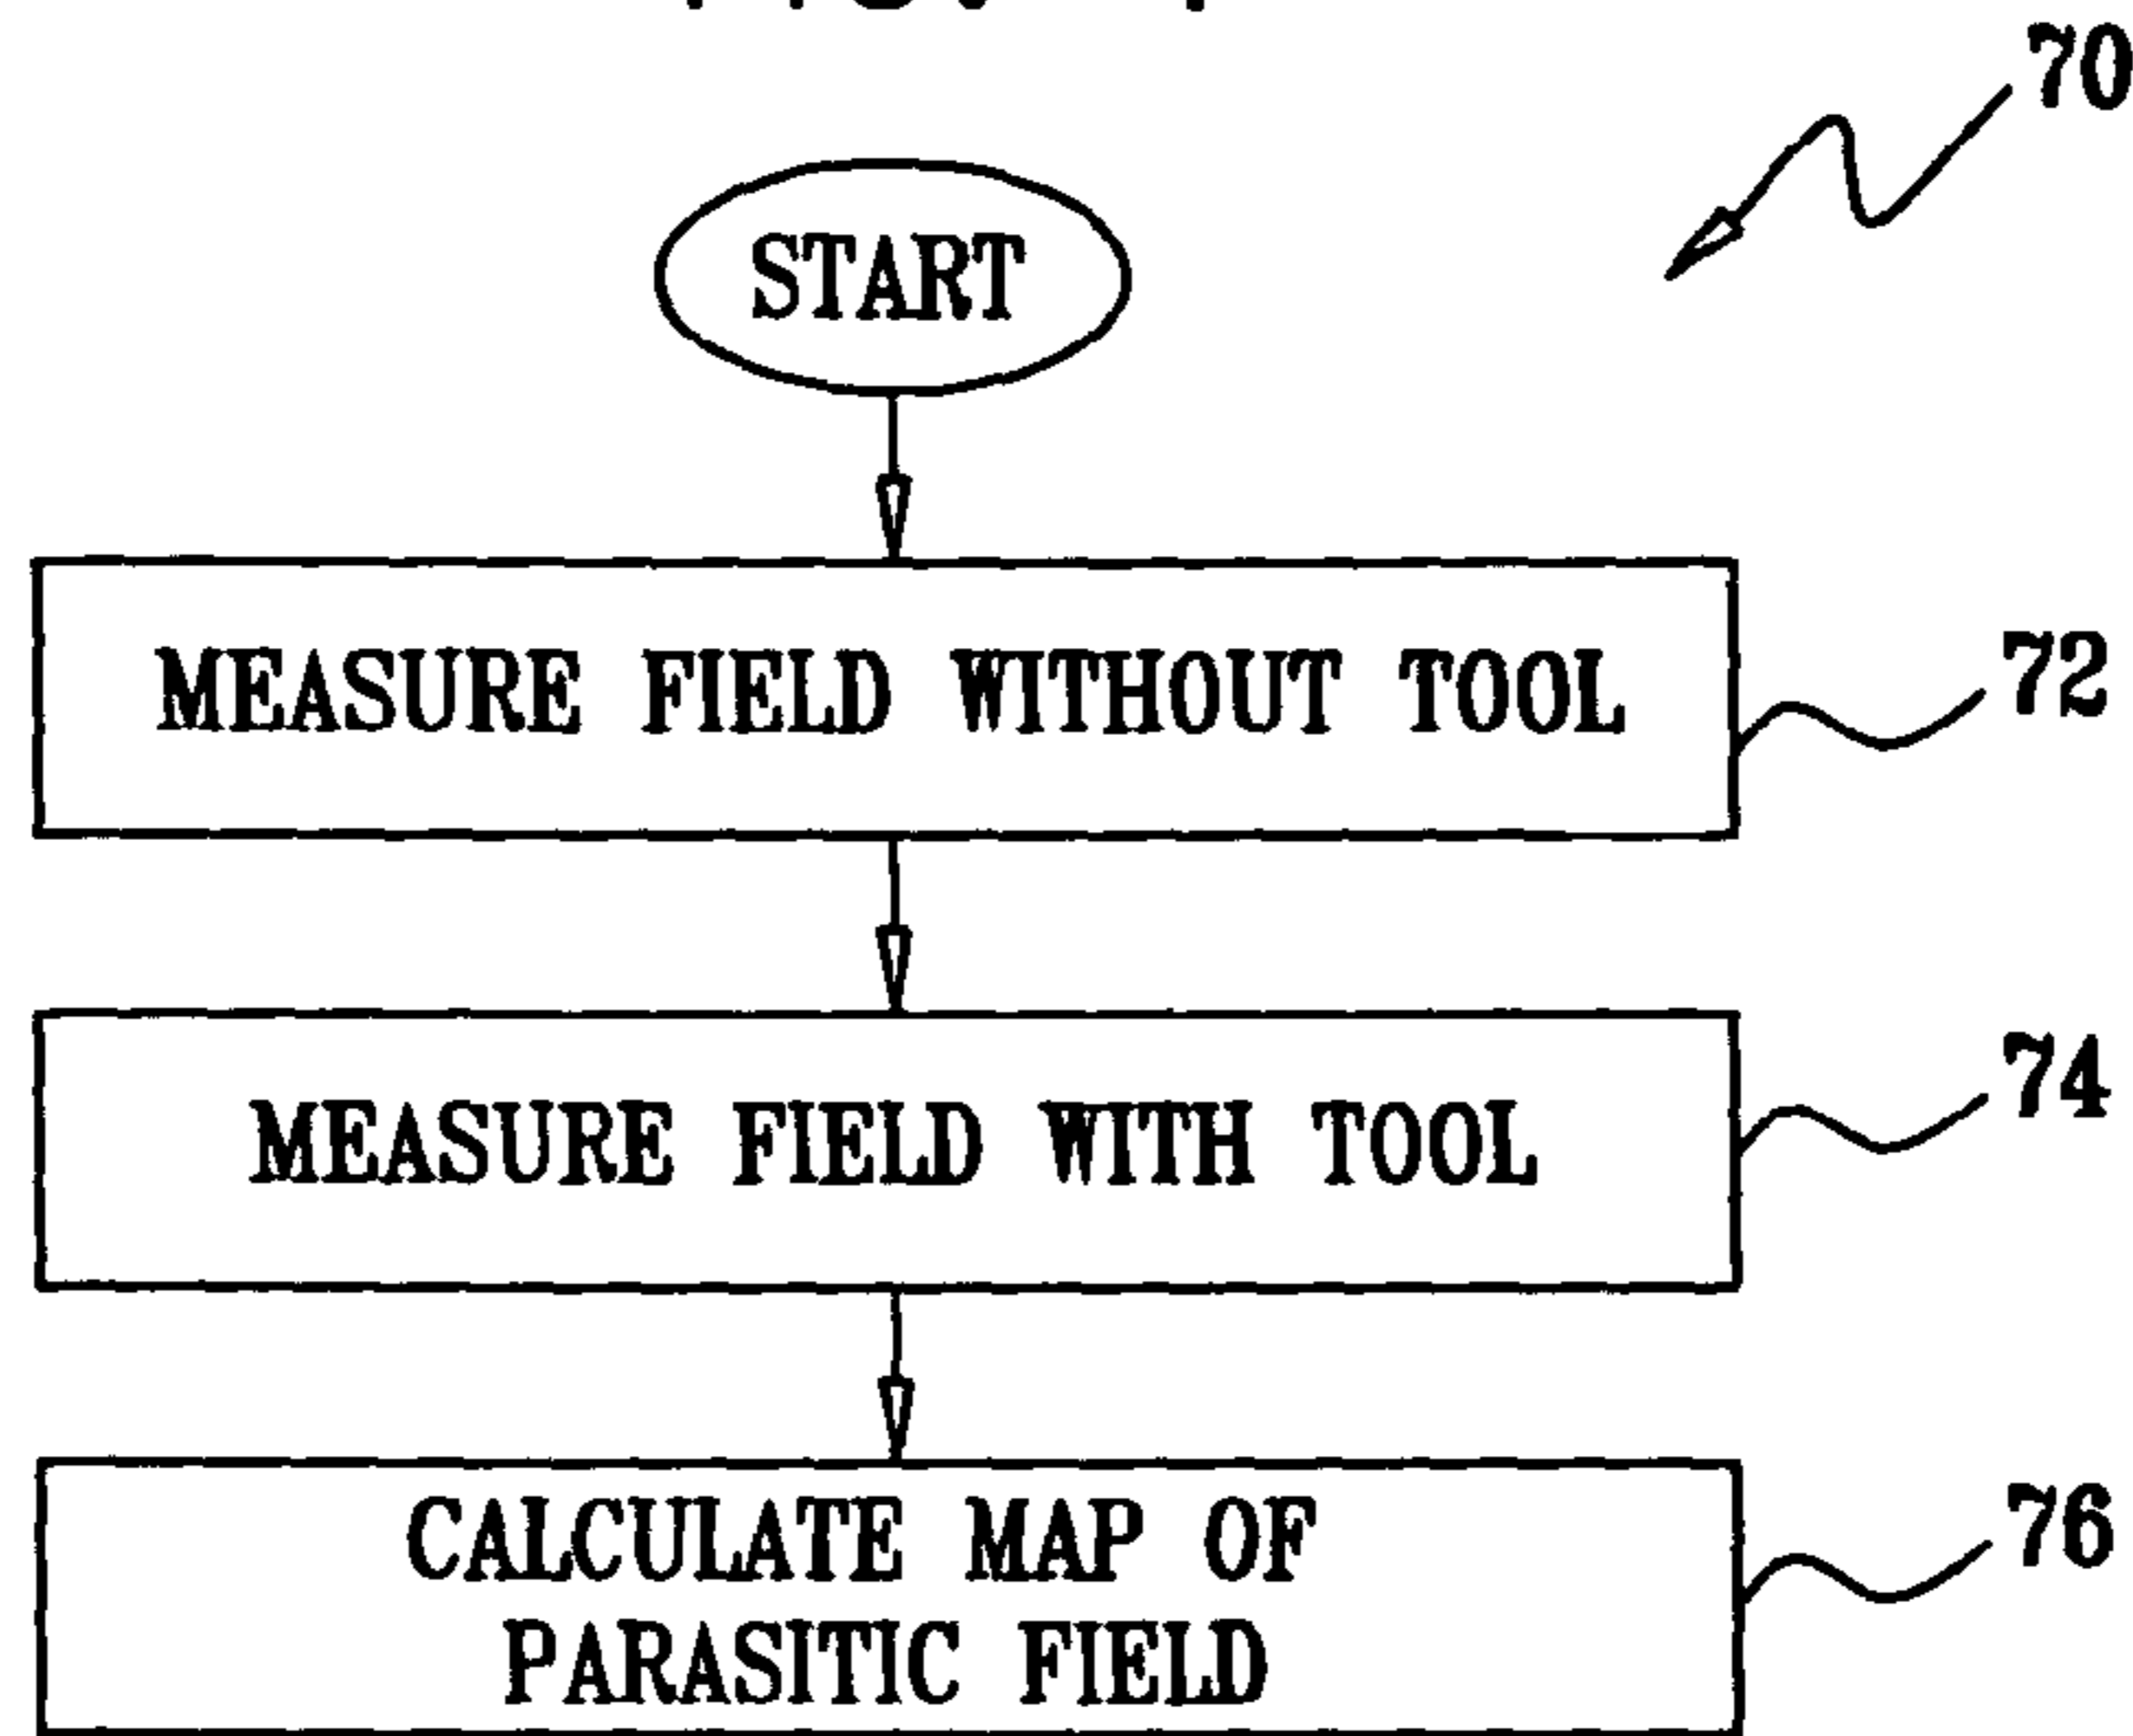 70
START
MEASURE FIELD WITHOUT TOOL
72
MEASURE FIELD WITH TOOL
74
CALCULATE MAP OF
PARASITIC FIELD
76